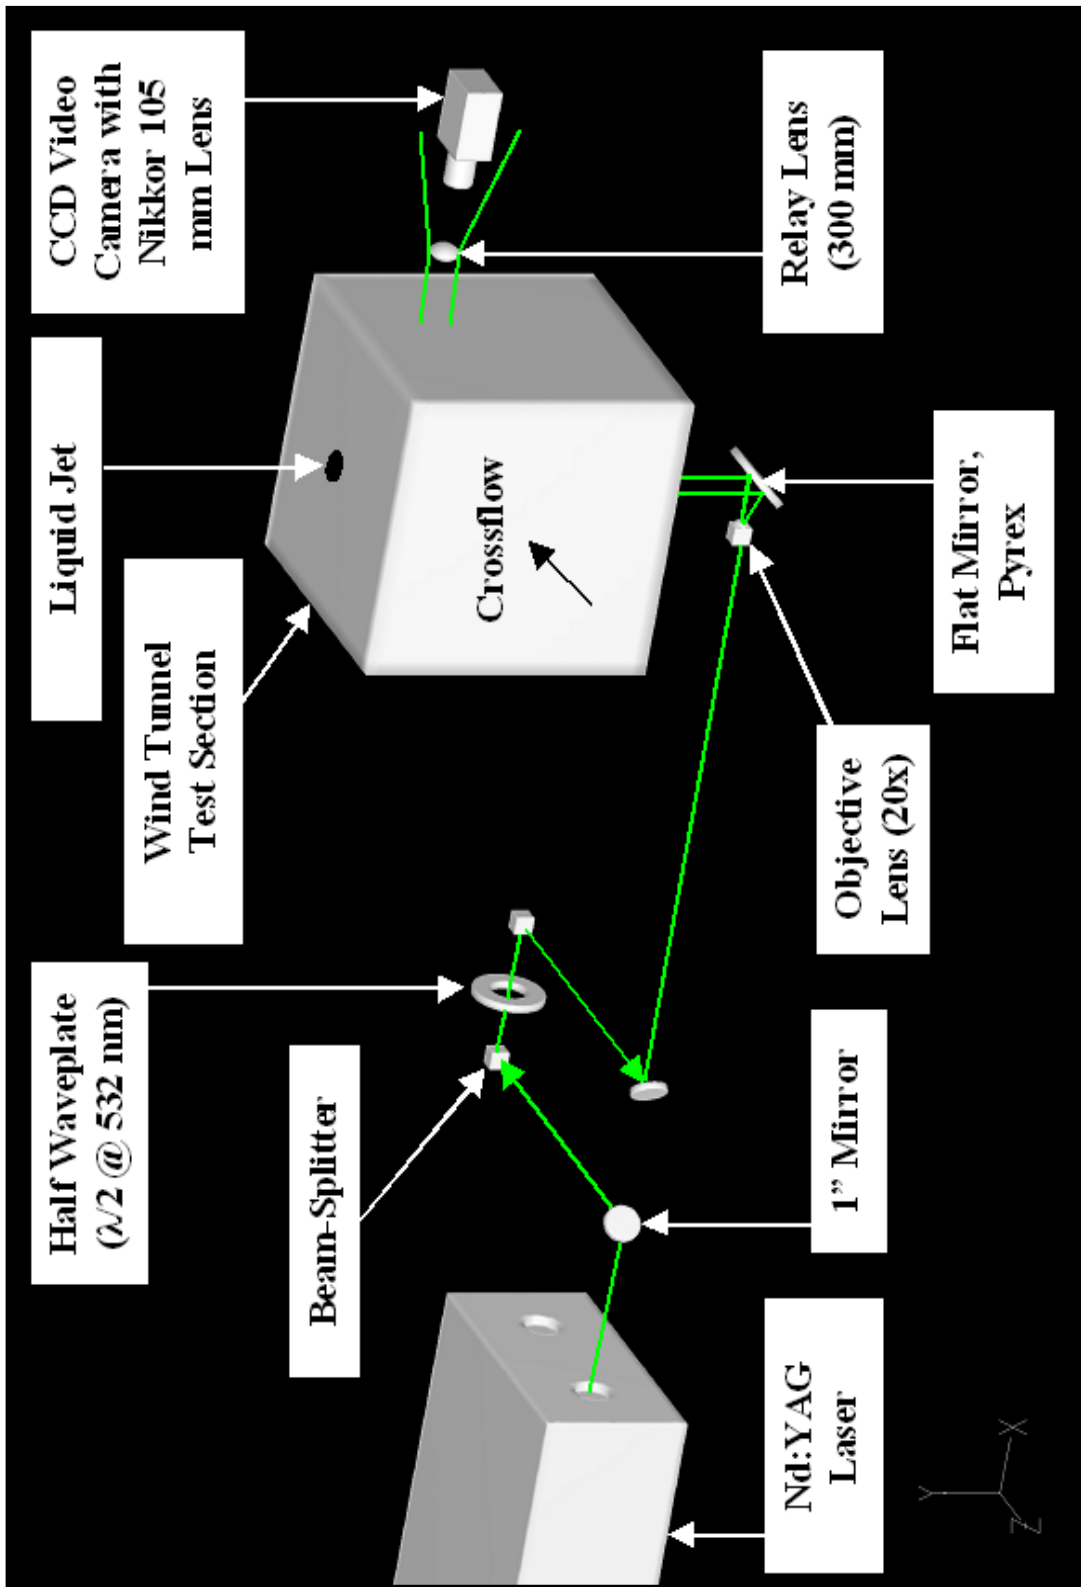 CCD Video
Camera with
Nikkor 105
mm Lens
Liquid Jet
Wind Tunnel
Test Section
Half Waveplate
(λ/2 @ 532 nm)
Beam-Splitter
Crossflow
Relay Lens
(300 mm)
Flat Mirror,
Pyrex
Objective
Lens (20x)
1” Mirror
Nd:YAG
Laser
Y
X
Z